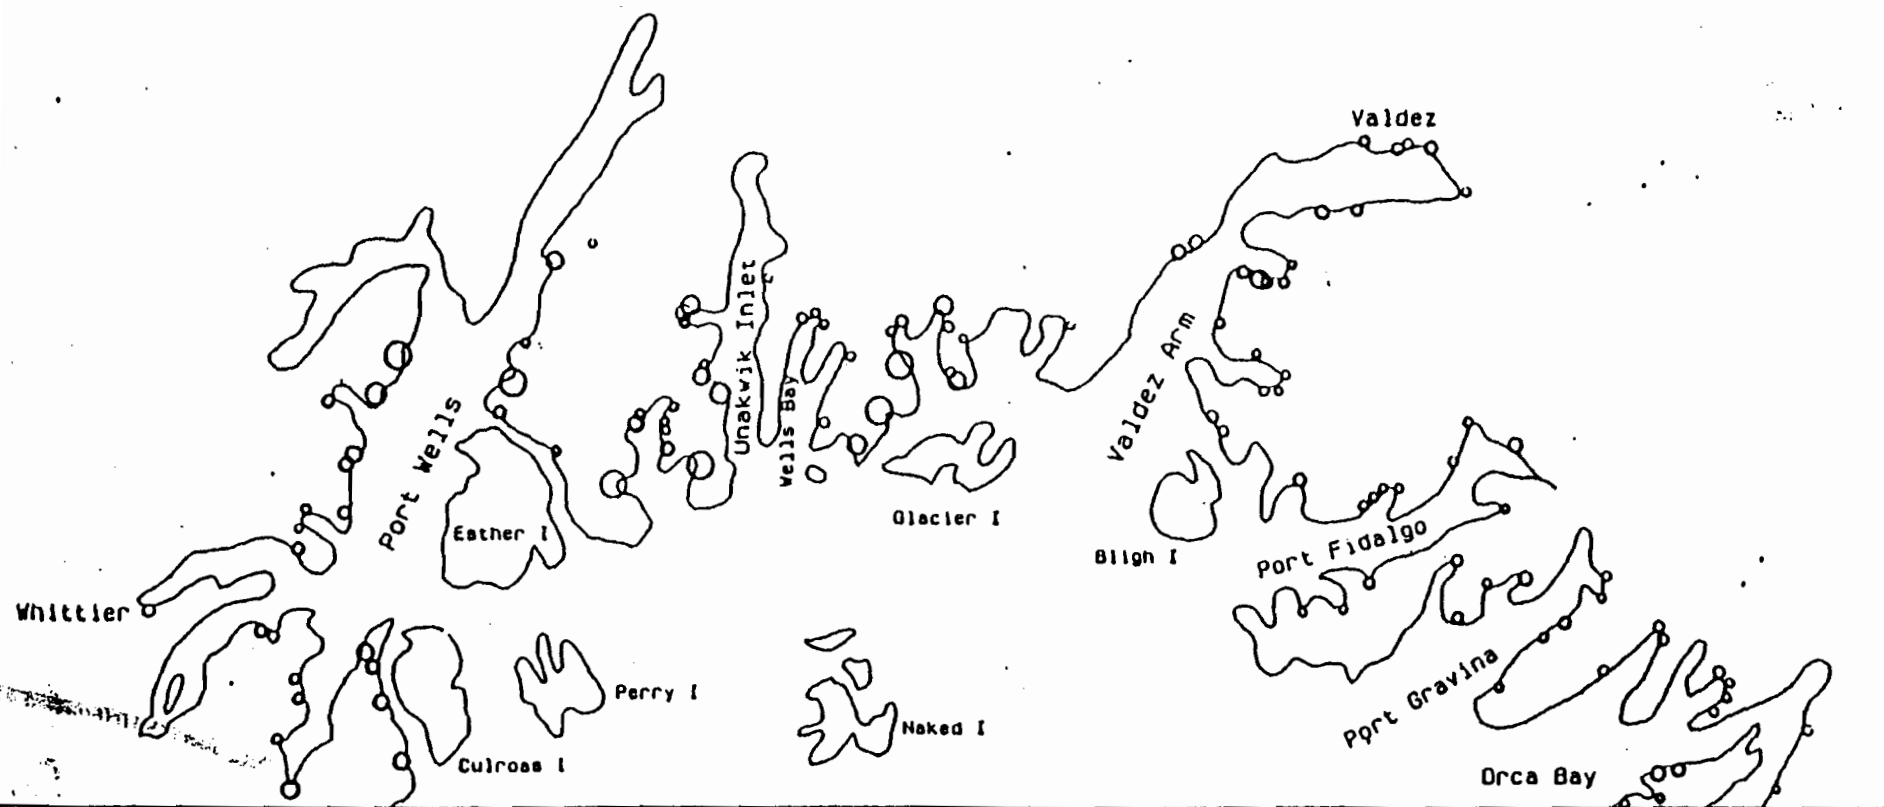 Valdez
Unakwik Inlet
Wells Bay
Valdez Arm
Port Wells
Esther I
Glacier I
Bligh I
Port Fidalgo
Whittier
Perry I
Naked I
Culross I
Port Gravina
Orca Bay